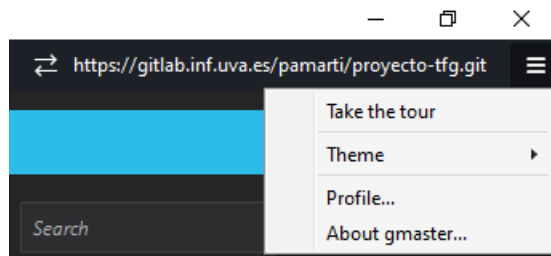 https://gitlab.inf.uva.es/pamarti/proyecto-tfg.git
Take the tour
Theme
Profile...
Search
About gmaster...